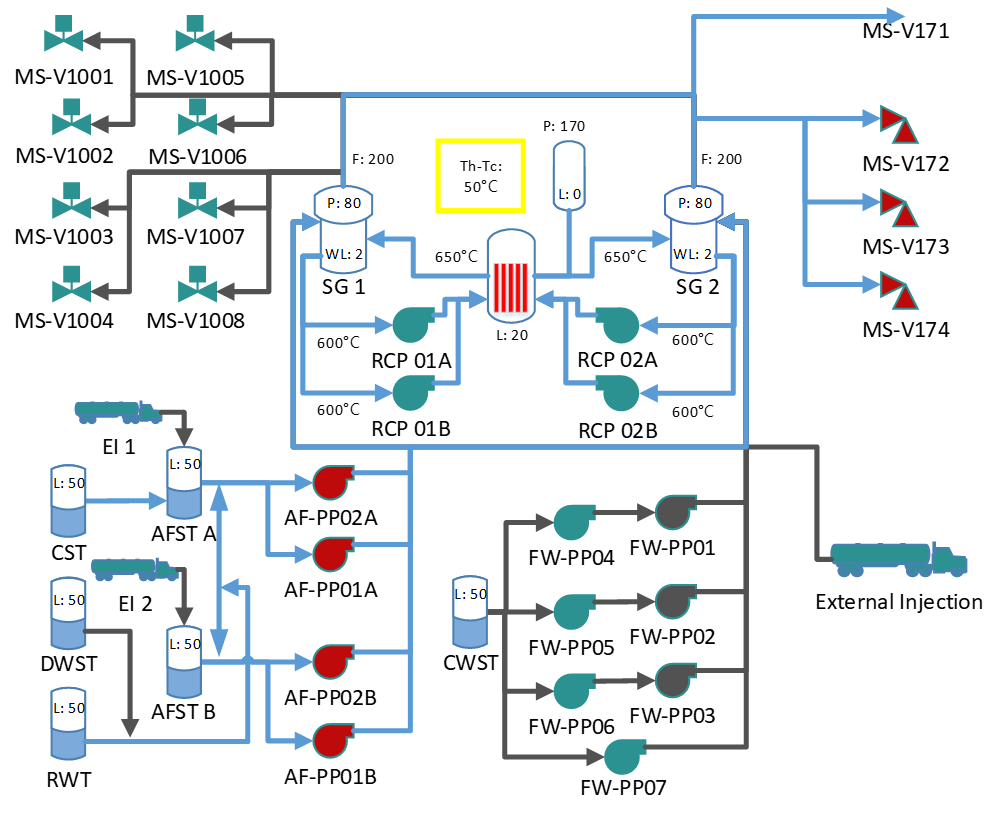 MS-V1001
MS-V1005
MS-V171
MS-V1002
MS-V1006
MS-V172
MS-V1003
MS-V1007
MS-V173
MS-V1004
MS-V1008
MS-V174
F: 200
Th-Tc:
50°C
P: 170
L: 0
F: 200
P: 80
WL: 2
SG 1
650°C
L: 20
650°C
P: 80
WL: 2
SG 2
600°C
RCP 01A
RCP 02A
600°C
600°C
RCP 01B
RCP 02B
600°C
EI 1
L: 50
CST
L: 50
AFST A
AF-PP02A
AF-PP01A
EI 2
L: 50
DWST
L: 50
AFST B
AF-PP02B
L: 50
RWT
AF-PP01B
L: 50
CWST
FW-PP04
FW-PP01
FW-PP05
FW-PP02
FW-PP06
FW-PP03
FW-PP07
External Injection